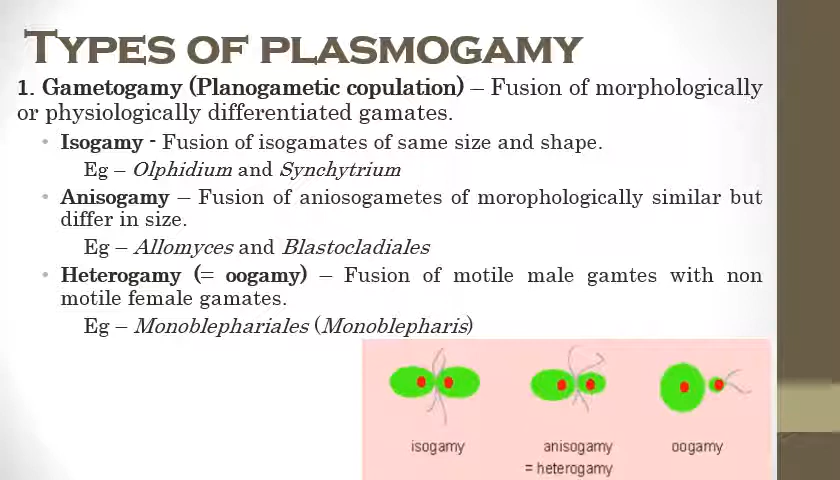 TYPES OF PLASMOGAMY
1. Gametogamy (Planogametic copulation) – Fusion of morphologically
or physiologically differentiated gamates.
• Isogamy - Fusion of isogamates of same size and shape.
Eg – Olphidium and Synchytrium
• Anisogamy – Fusion of aniosogametes of morophologically similar but
differ in size.
Eg – Allomyces and Blastocladiales
• Heterogamy (= oogamy) – Fusion of motile male gamtes with non
motile female gamates.
Eg – Monoblephariales (Monoblepharis)
isogamy anisogamy oogamy
= heterogamy